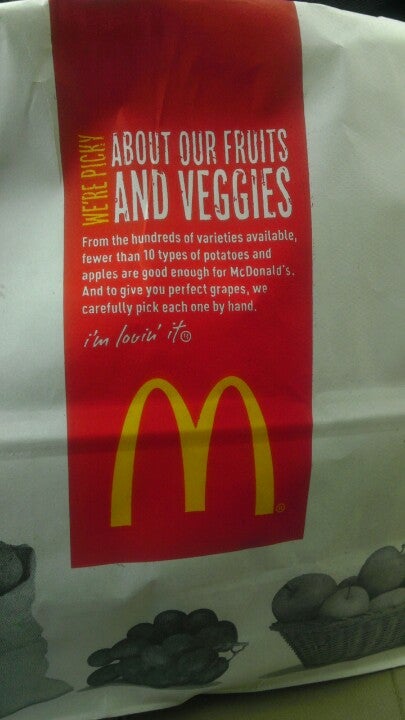 WE'RE PICKY
ABOUT OUR FRUITS
AND VEGGIES
From the hundreds of varieties available,
fewer than 10 types of potatoes and
apples are good enough for McDonald's.
And to give you perfect grapes, we
carefully pick each one by hand.
i'm lovin' it
M